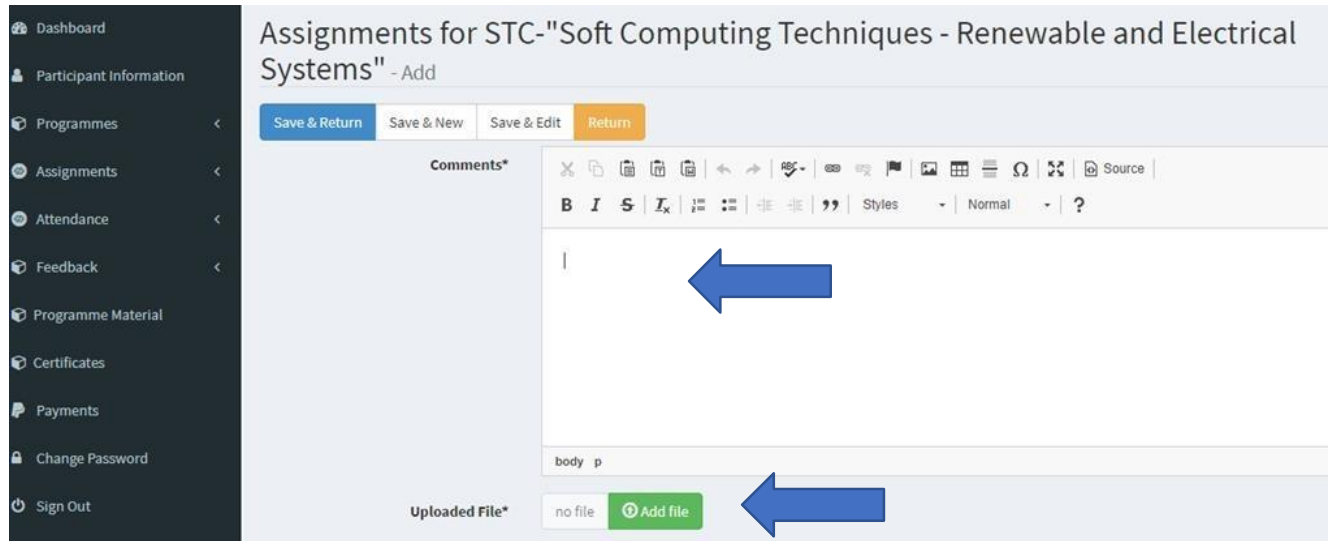 Dashboard
Participant Information
Programmes
Assignments
Attendance
Feedback
Programme Material
Certificates
Payments
Change Password
Sign Out
Assignments for STC-"Soft Computing Techniques - Renewable and Electrical
Systems" - Add
Save & Return Save & New Save & Edit Return
Comments*
ABC Ω Source
B I S Ix Styles Normal ?
body p
Uploaded File* no file Add file